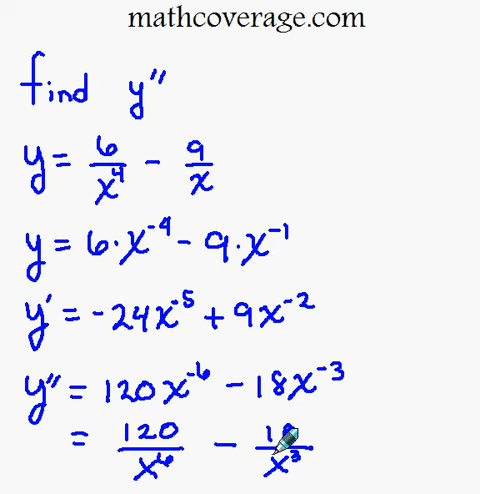 mathcoverage.com
find y″
y = 6/x⁴ - 9/x
y = 6·x⁻⁴ - 9·x⁻¹
y′ = -24x⁻⁵ + 9x⁻²
y″ = 120x⁻⁶ - 18x⁻³
= 120/x⁶ - /x³